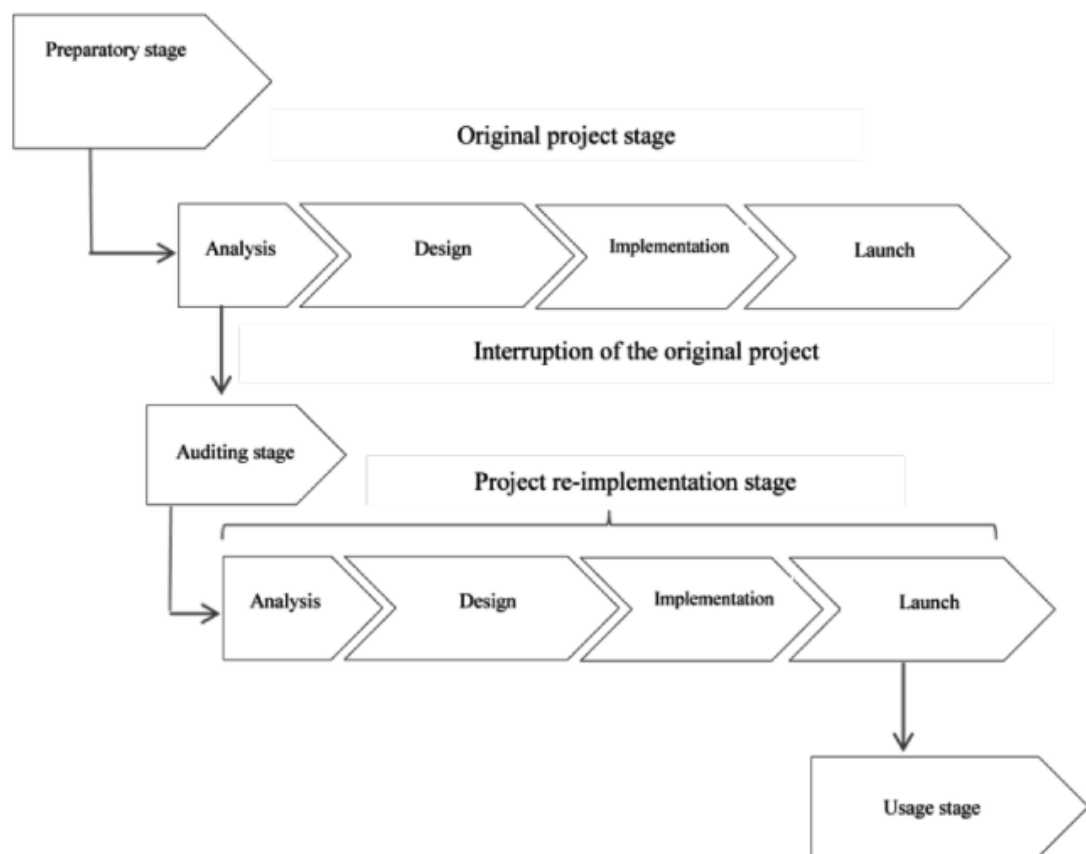 Preparatory stage
Original project stage
Analysis
Design
Implementation
Launch
Interruption of the original project
Auditing stage
Project re-implementation stage
Analysis
Design
Implementation
Launch
Usage stage